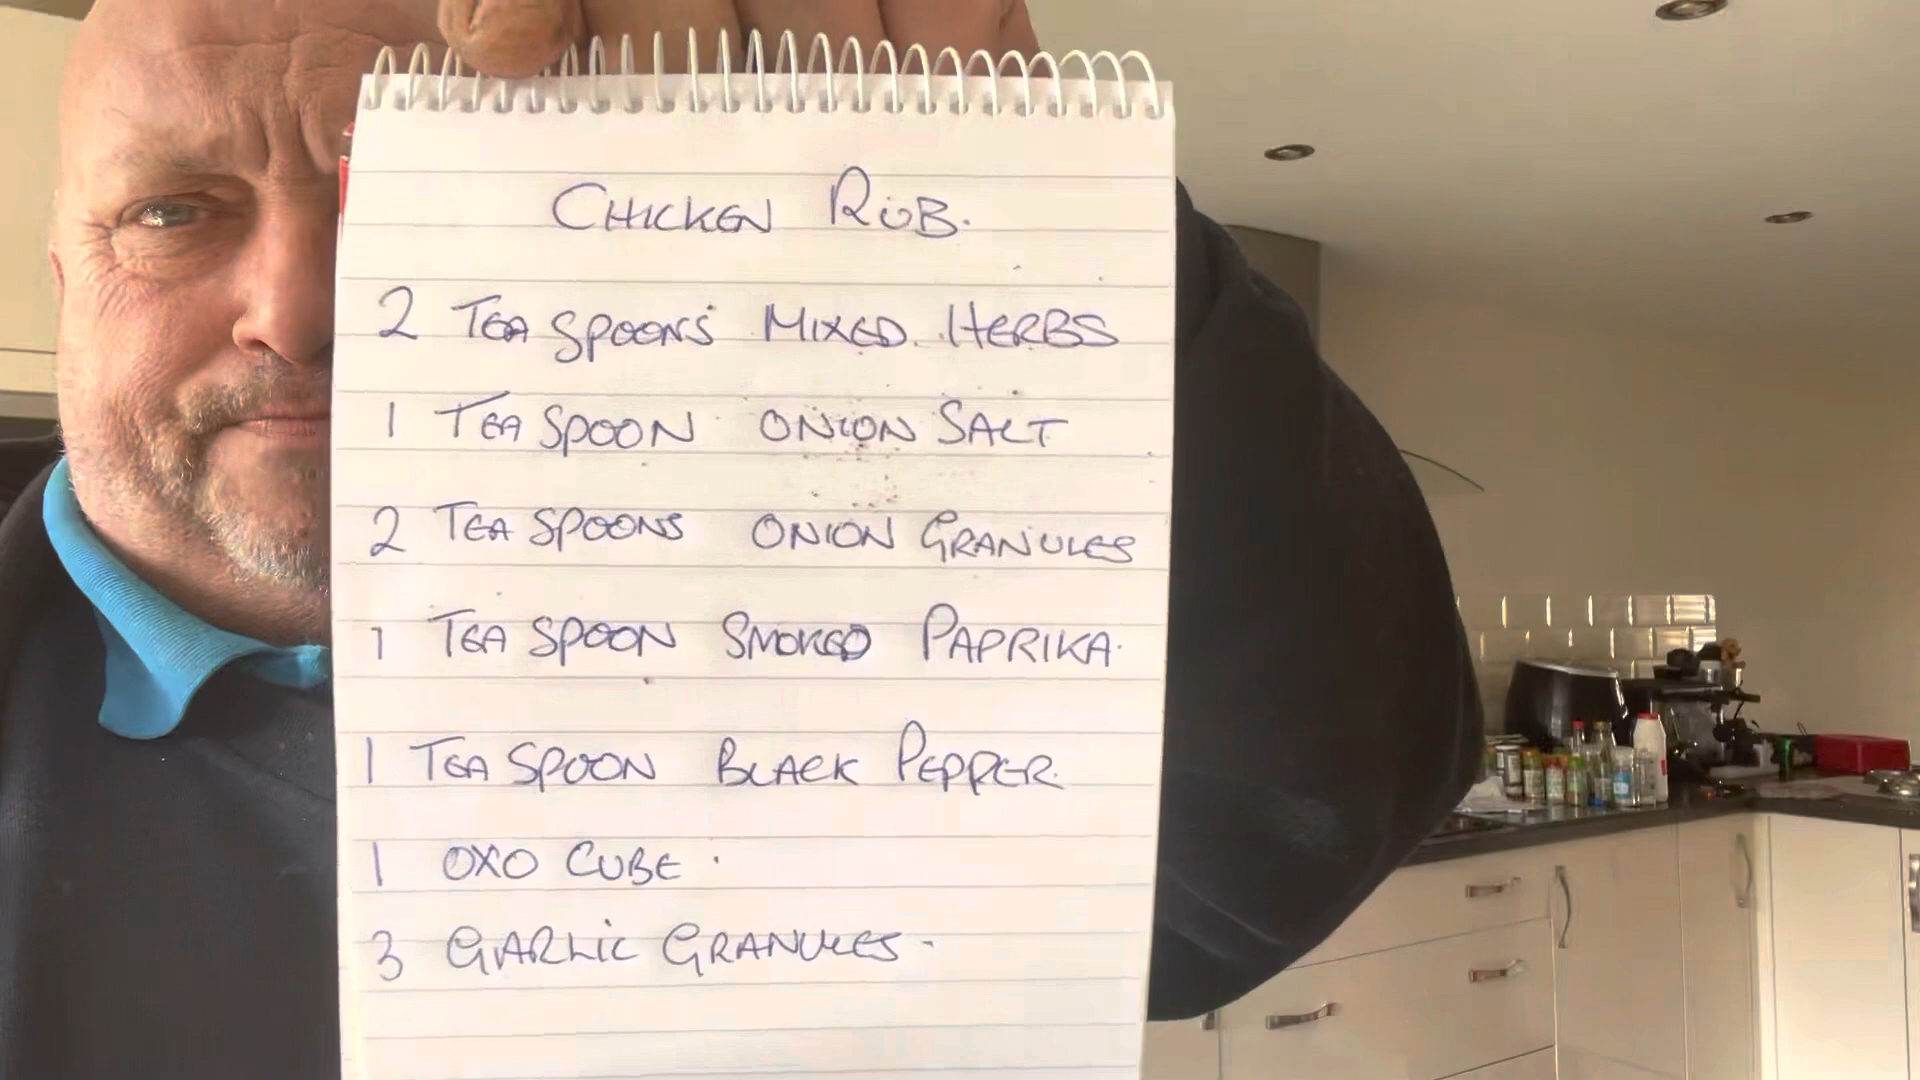 CHICKEN RUB.
2 TEA SPOONS MIXED HERBS
1 TEA SPOON ONION SALT
2 TEA SPOONS ONION GRANULES
1 TEA SPOON SMOKED PAPRIKA.
1 TEA SPOON BLACK PEPPER.
1 OXO CUBE.
3 GARLIC GRANULES.